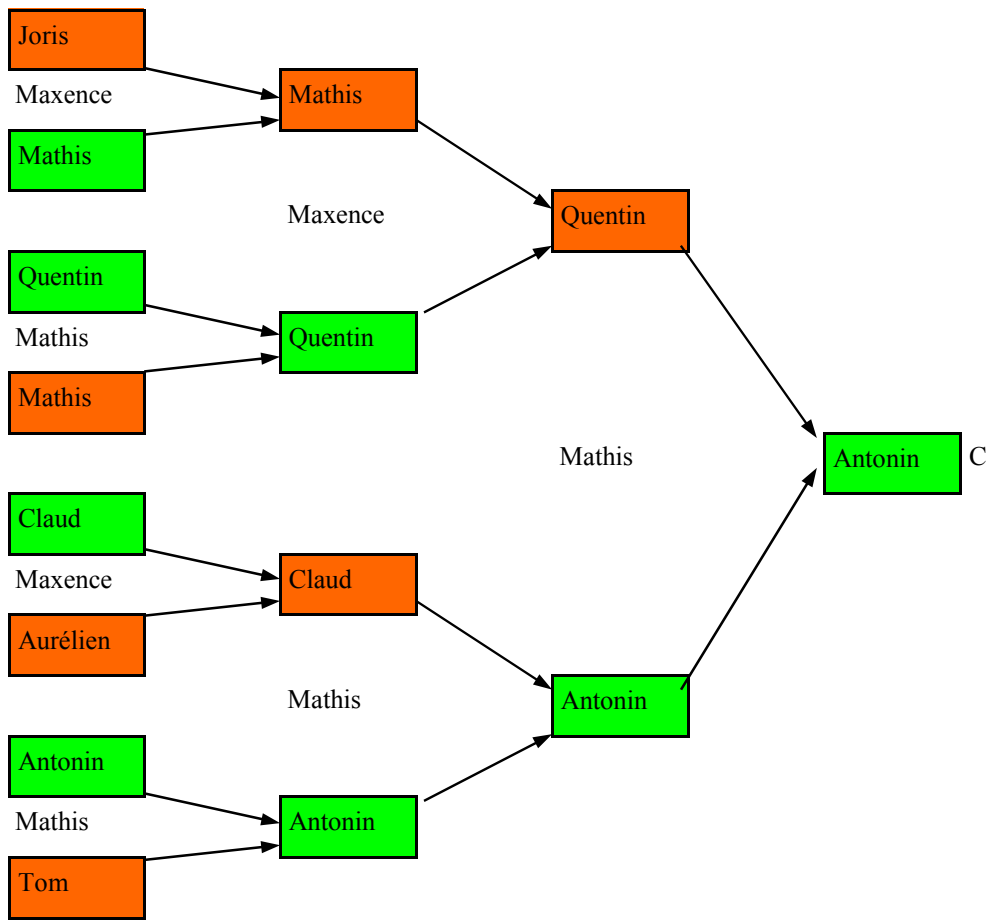 Joris
Maxence
Mathis
Mathis
Maxence
Quentin
Quentin
Mathis
Quentin
Mathis
Mathis
Antonin C
Claud
Maxence
Claud
Aurélien
Mathis
Antonin
Antonin
Mathis
Antonin
Tom